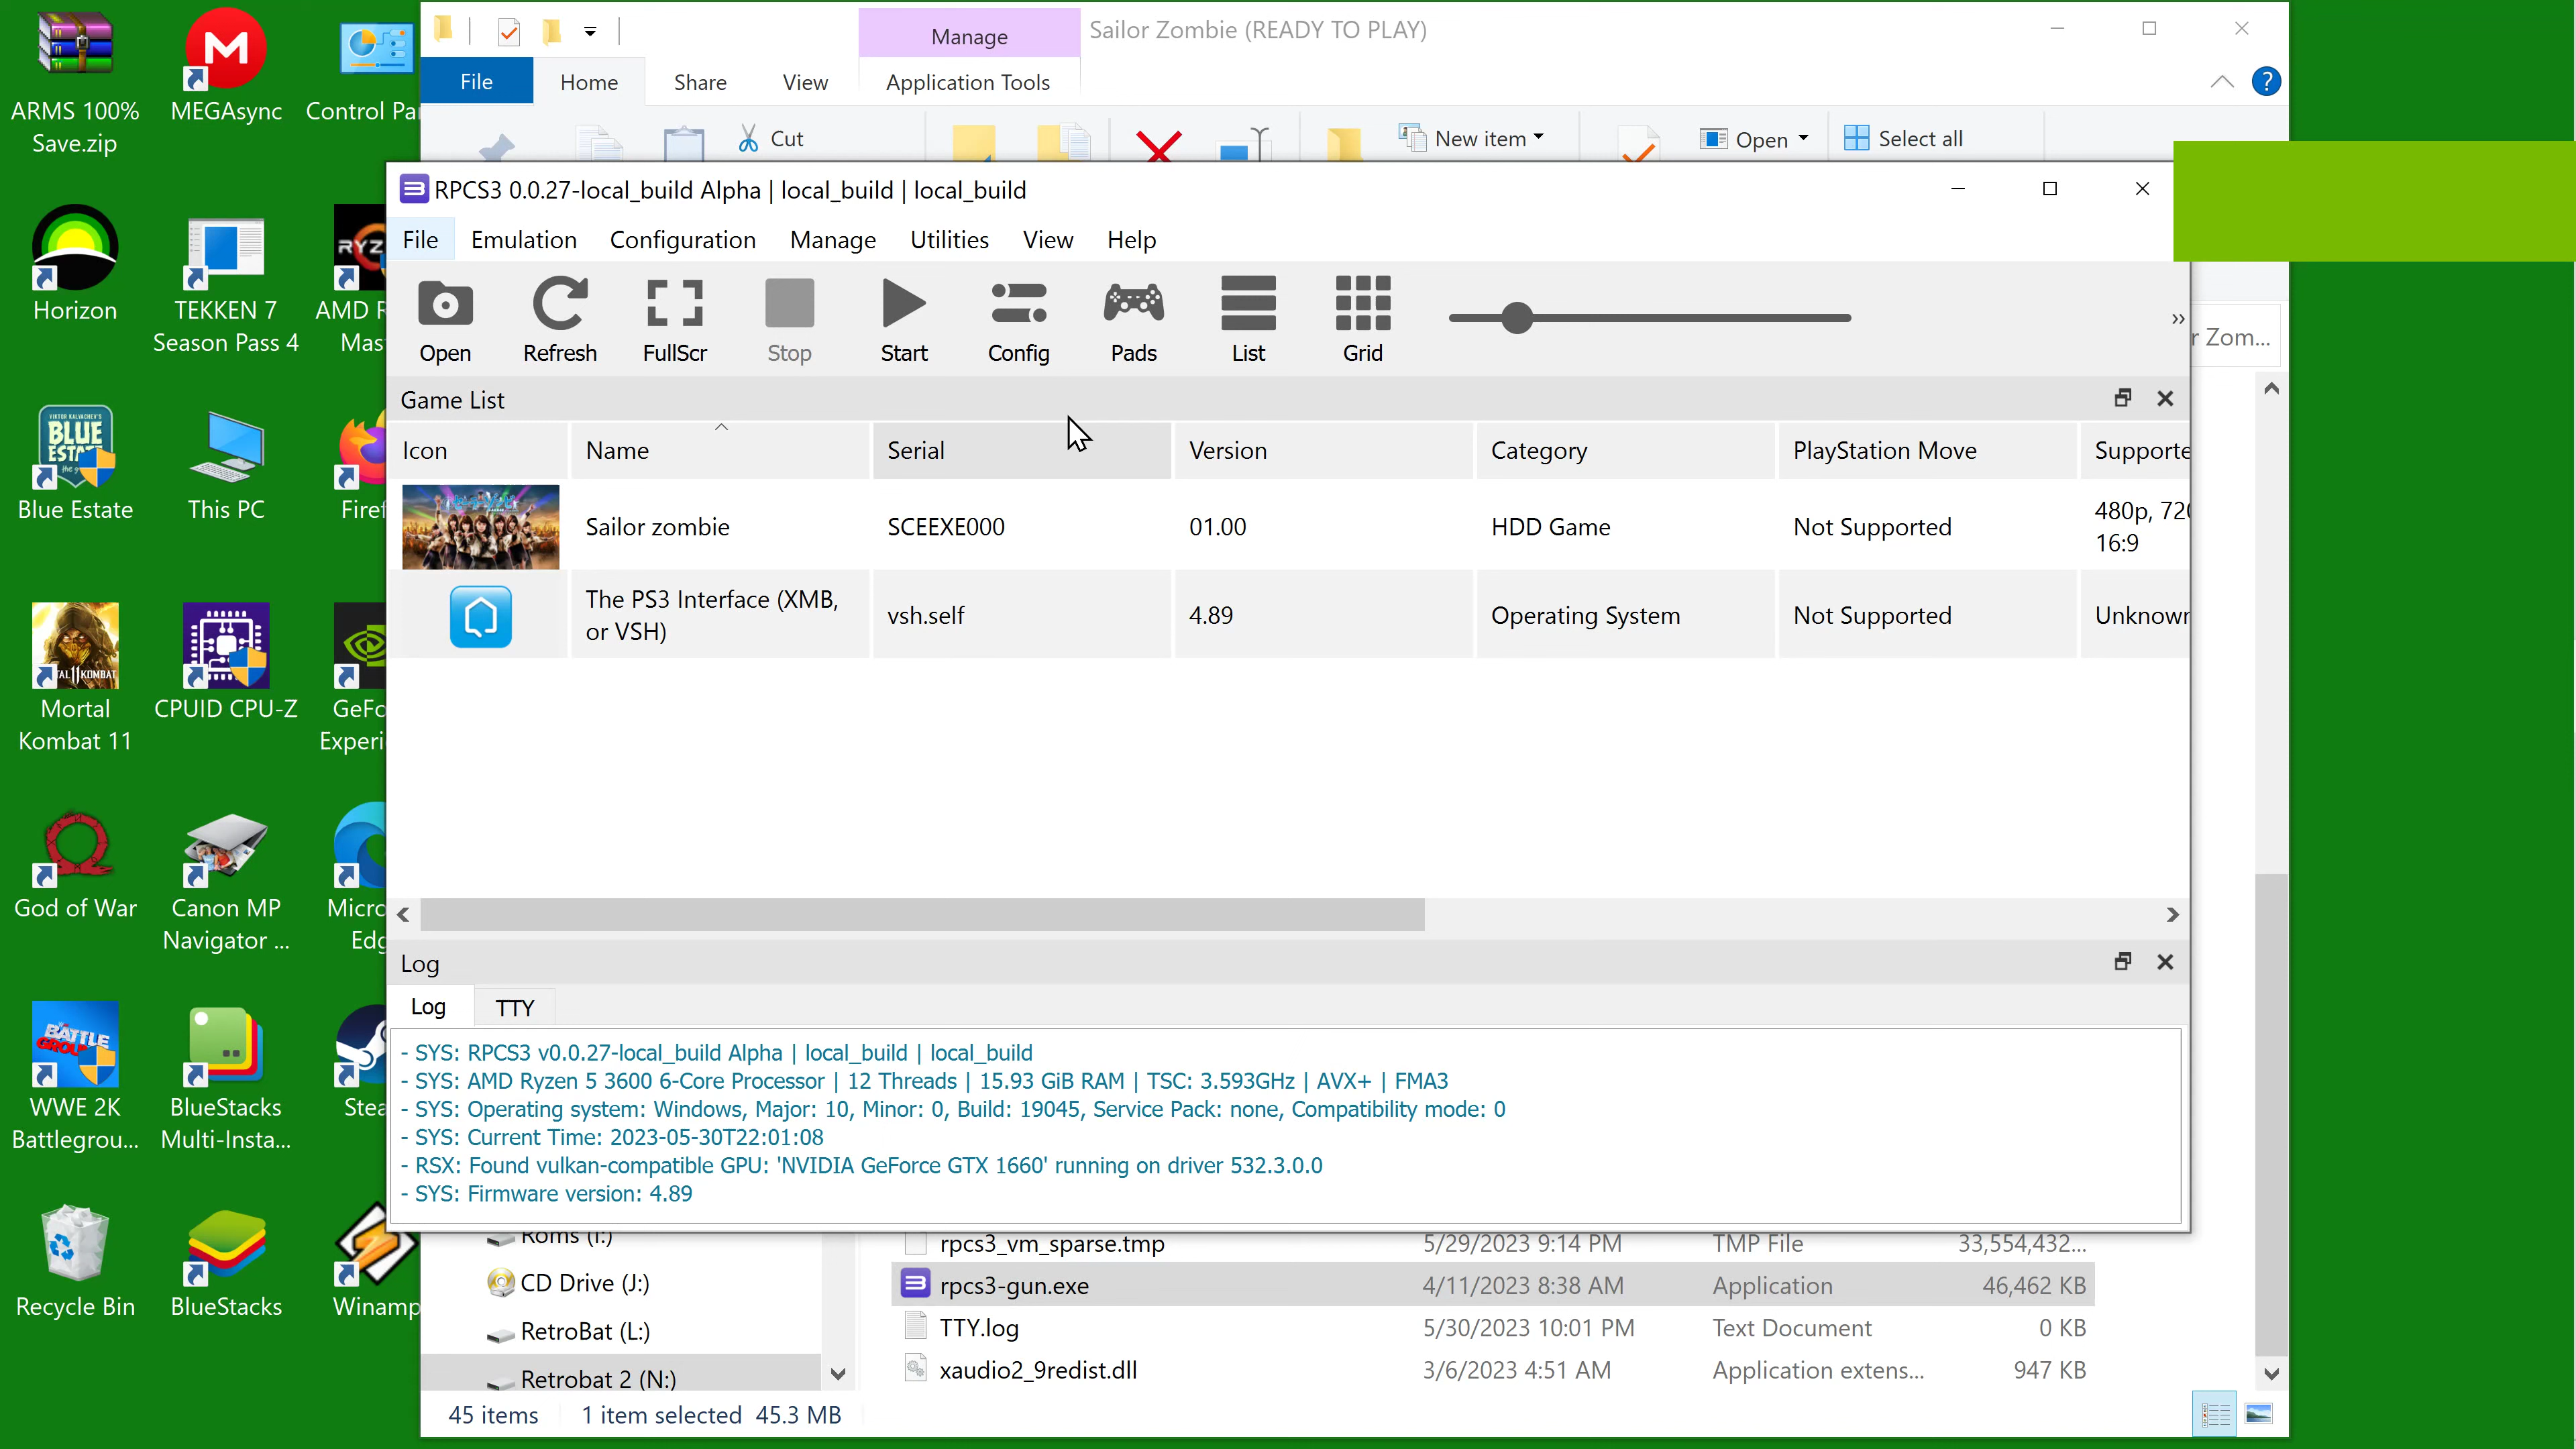 ARMS 100%
Save.zip
MEGAsync
Control Pa
Horizon
TEKKEN 7
Season Pass 4
RYZ
AMD R
Mas
VIKTOR KALVACHEV'S
BLUE
ESTATE
the g
Blue Estate
This PC
Firef
TAL KOMBAT
Mortal
Kombat 11
CPUID CPU-Z
GeFo
Experi
God of War
Canon MP
Navigator ...
Micro
Edg
BATTLE
WWE 2K
Battlegrou...
BlueStacks
Multi-Insta...
Stea
Recycle Bin
BlueStacks
Winamp
Manage
Sailor Zombie (READY TO PLAY)
File
Home
Share
View
Application Tools
Cut
New item
Open
Select all
r Zom...
RPCS3 0.0.27-local_build Alpha | local_build | local_build
File Emulation Configuration Manage Utilities View Help
Open Refresh FullScr Stop Start Config Pads List Grid
Game List
Icon Name Serial Version Category PlayStation Move Supporte
Sailor zombie SCEEXE000 01.00 HDD Game Not Supported 480p, 720
16:9
The PS3 Interface (XMB,
or VSH) vsh.self 4.89 Operating System Not Supported Unknown
Log
Log TTY
- SYS: RPCS3 v0.0.27-local_build Alpha | local_build | local_build
- SYS: AMD Ryzen 5 3600 6-Core Processor | 12 Threads | 15.93 GiB RAM | TSC: 3.593GHz | AVX+ | FMA3
- SYS: Operating system: Windows, Major: 10, Minor: 0, Build: 19045, Service Pack: none, Compatibility mode: 0
- SYS: Current Time: 2023-05-30T22:01:08
- RSX: Found vulkan-compatible GPU: 'NVIDIA GeForce GTX 1660' running on driver 532.3.0.0
- SYS: Firmware version: 4.89
Roms (I:)
CD Drive (J:)
RetroBat (L:)
Retrobat 2 (N:)
rpcs3_vm_sparse.tmp 5/29/2023 9:14 PM TMP File 33,554,432...
rpcs3-gun.exe 4/11/2023 8:38 AM Application 46,462 KB
TTY.log 5/30/2023 10:01 PM Text Document 0 KB
xaudio2_9redist.dll 3/6/2023 4:51 AM Application extens... 947 KB
45 items 1 item selected 45.3 MB